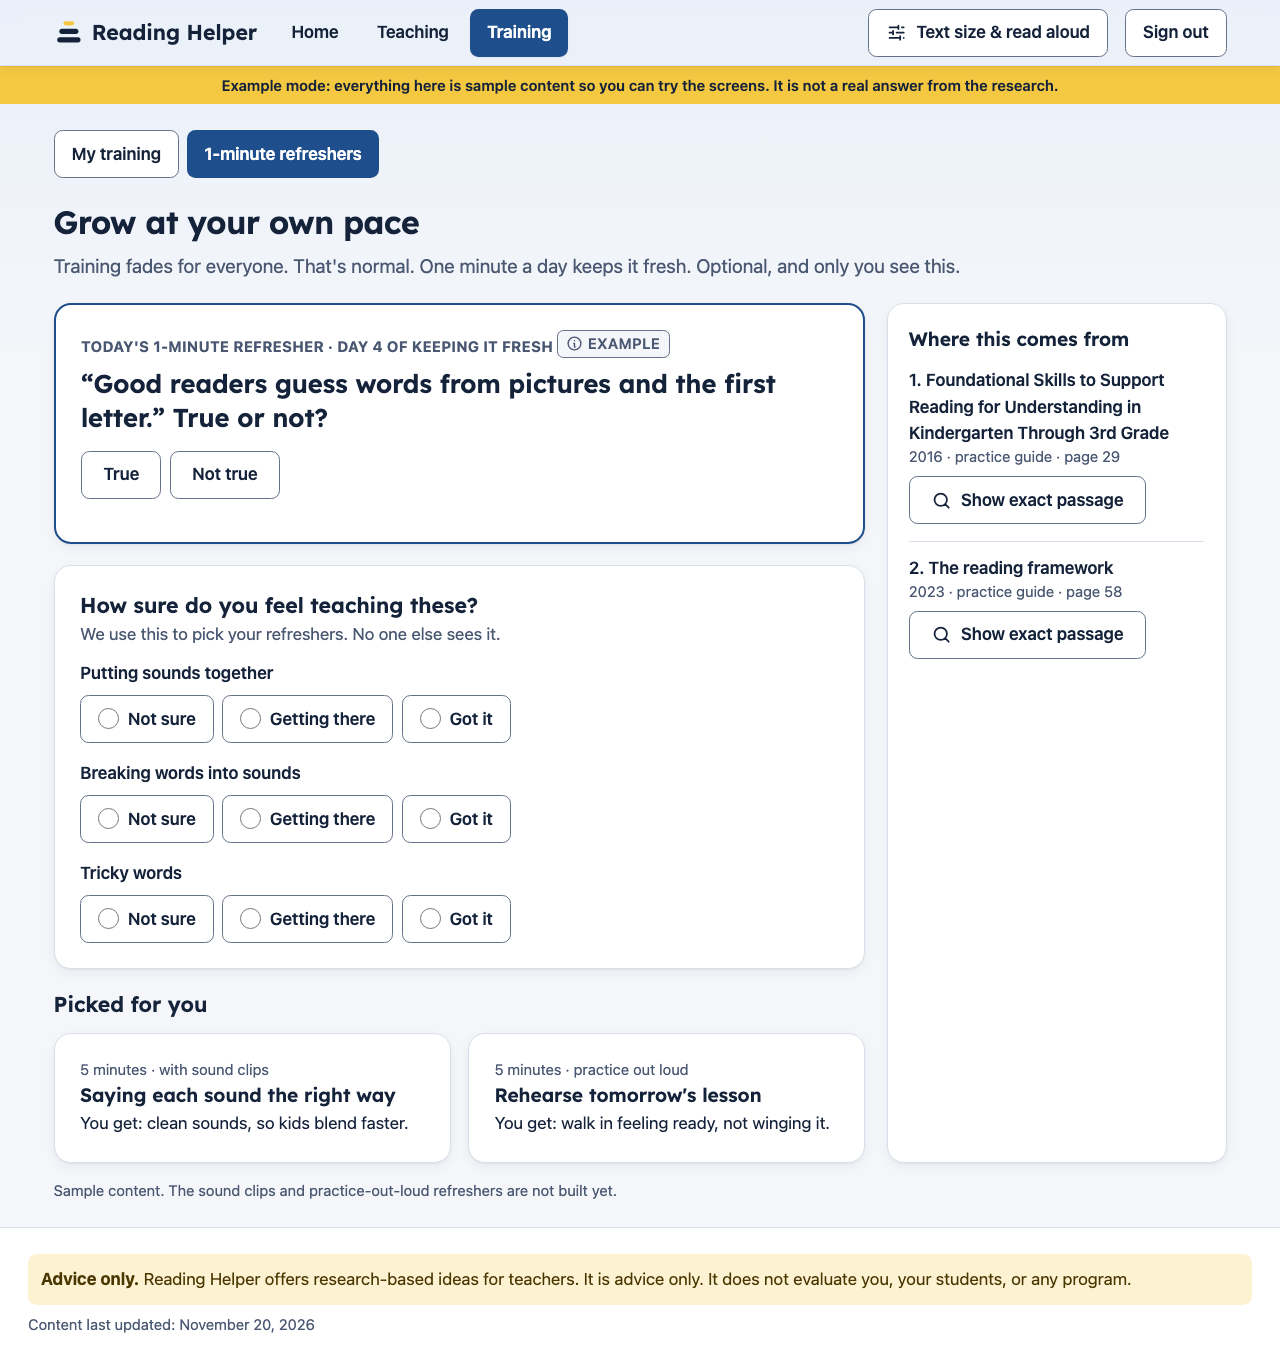 Reading Helper
Home
Teaching
Training
Text size & read aloud
Sign out
Example mode: everything here is sample content so you can try the screens. It is not a real answer from the research.
My training
1-minute refreshers
Grow at your own pace
Training fades for everyone. That's normal. One minute a day keeps it fresh. Optional, and only you see this.
TODAY'S 1-MINUTE REFRESHER · DAY 4 OF KEEPING IT FRESH
EXAMPLE
“Good readers guess words from pictures and the first
letter.” True or not?
True
Not true
How sure do you feel teaching these?
We use this to pick your refreshers. No one else sees it.
Putting sounds together
Not sure
Getting there
Got it
Breaking words into sounds
Not sure
Getting there
Got it
Tricky words
Not sure
Getting there
Got it
Picked for you
5 minutes · with sound clips
Saying each sound the right way
You get: clean sounds, so kids blend faster.
5 minutes · practice out loud
Rehearse tomorrow's lesson
You get: walk in feeling ready, not winging it.
Where this comes from
1. Foundational Skills to Support
Reading for Understanding in
Kindergarten Through 3rd Grade
2016 · practice guide · page 29
Show exact passage
2. The reading framework
2023 · practice guide · page 58
Show exact passage
Sample content. The sound clips and practice-out-loud refreshers are not built yet.
Advice only. Reading Helper offers research-based ideas for teachers. It is advice only. It does not evaluate you, your students, or any program.
Content last updated: November 20, 2026